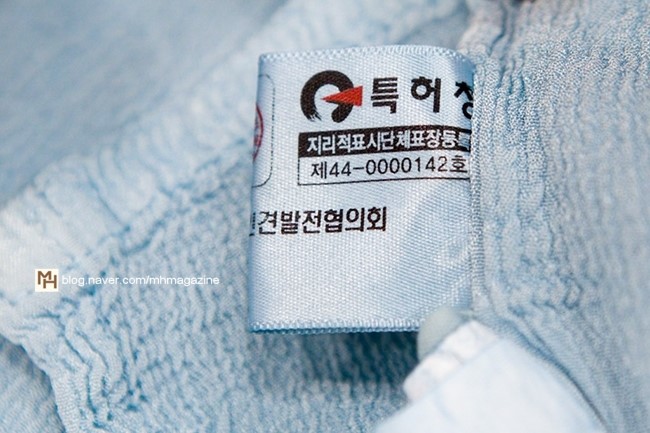 특허청
지리적표시단체표장등록
제44-0000142호
견발전협의회
MH blog.naver.com/mhmagazine